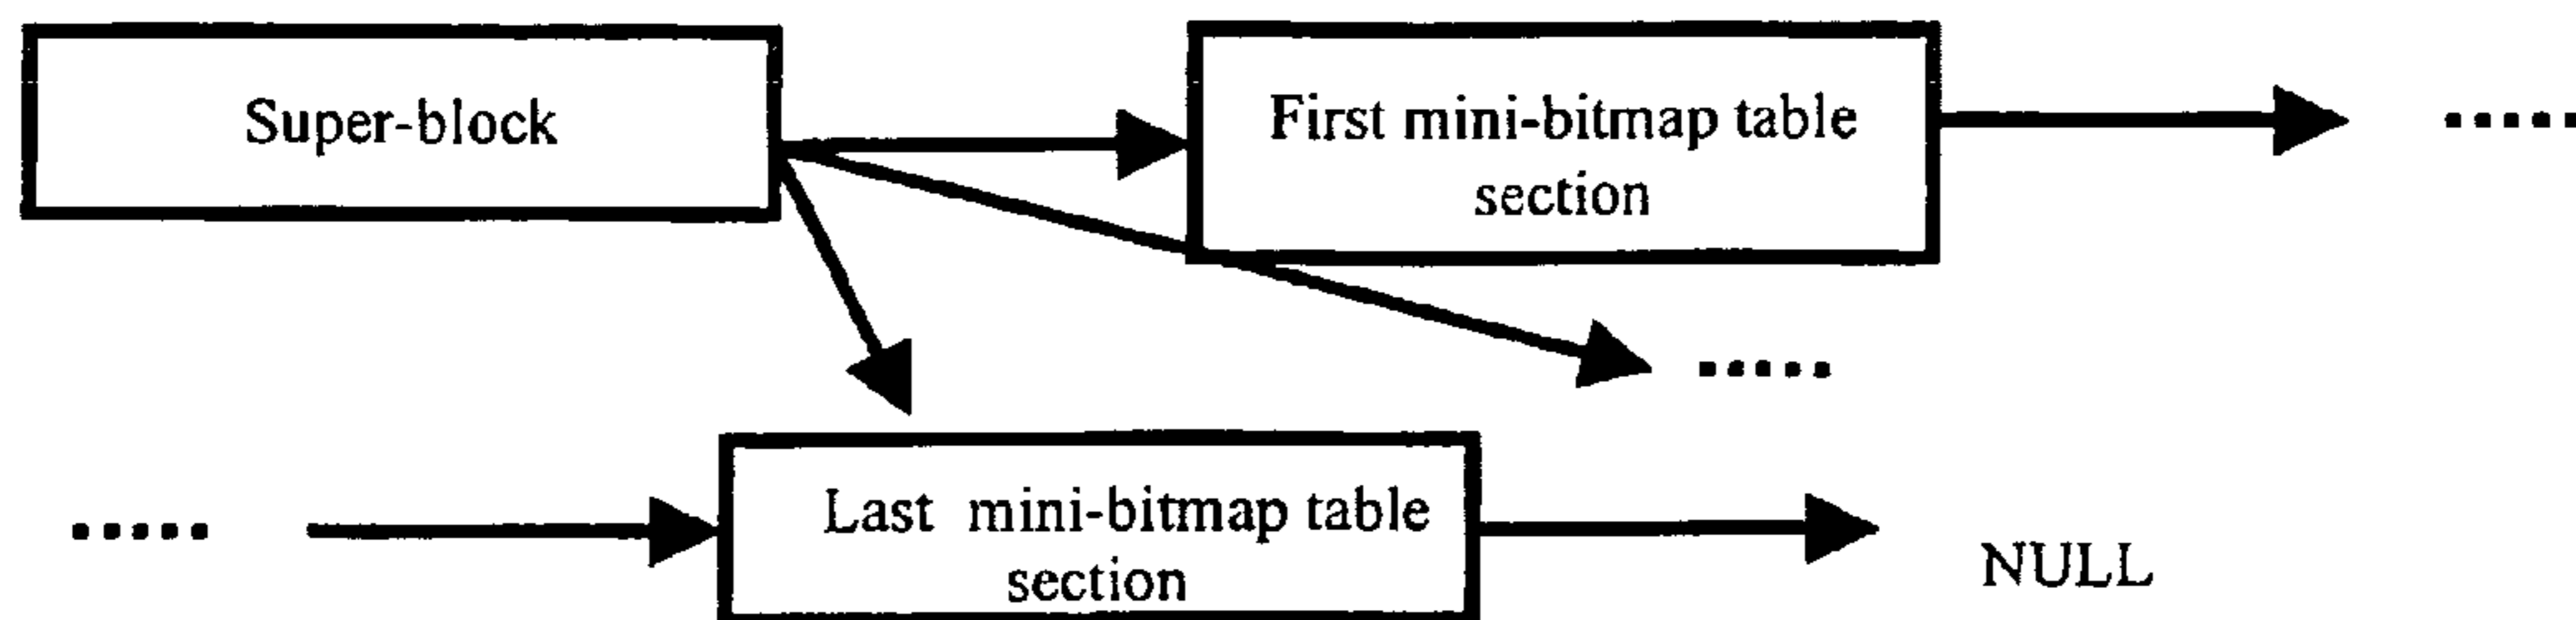 Super-block
First mini-bitmap table
section
.....
.....
.....
Last mini-bitmap table
section
NULL